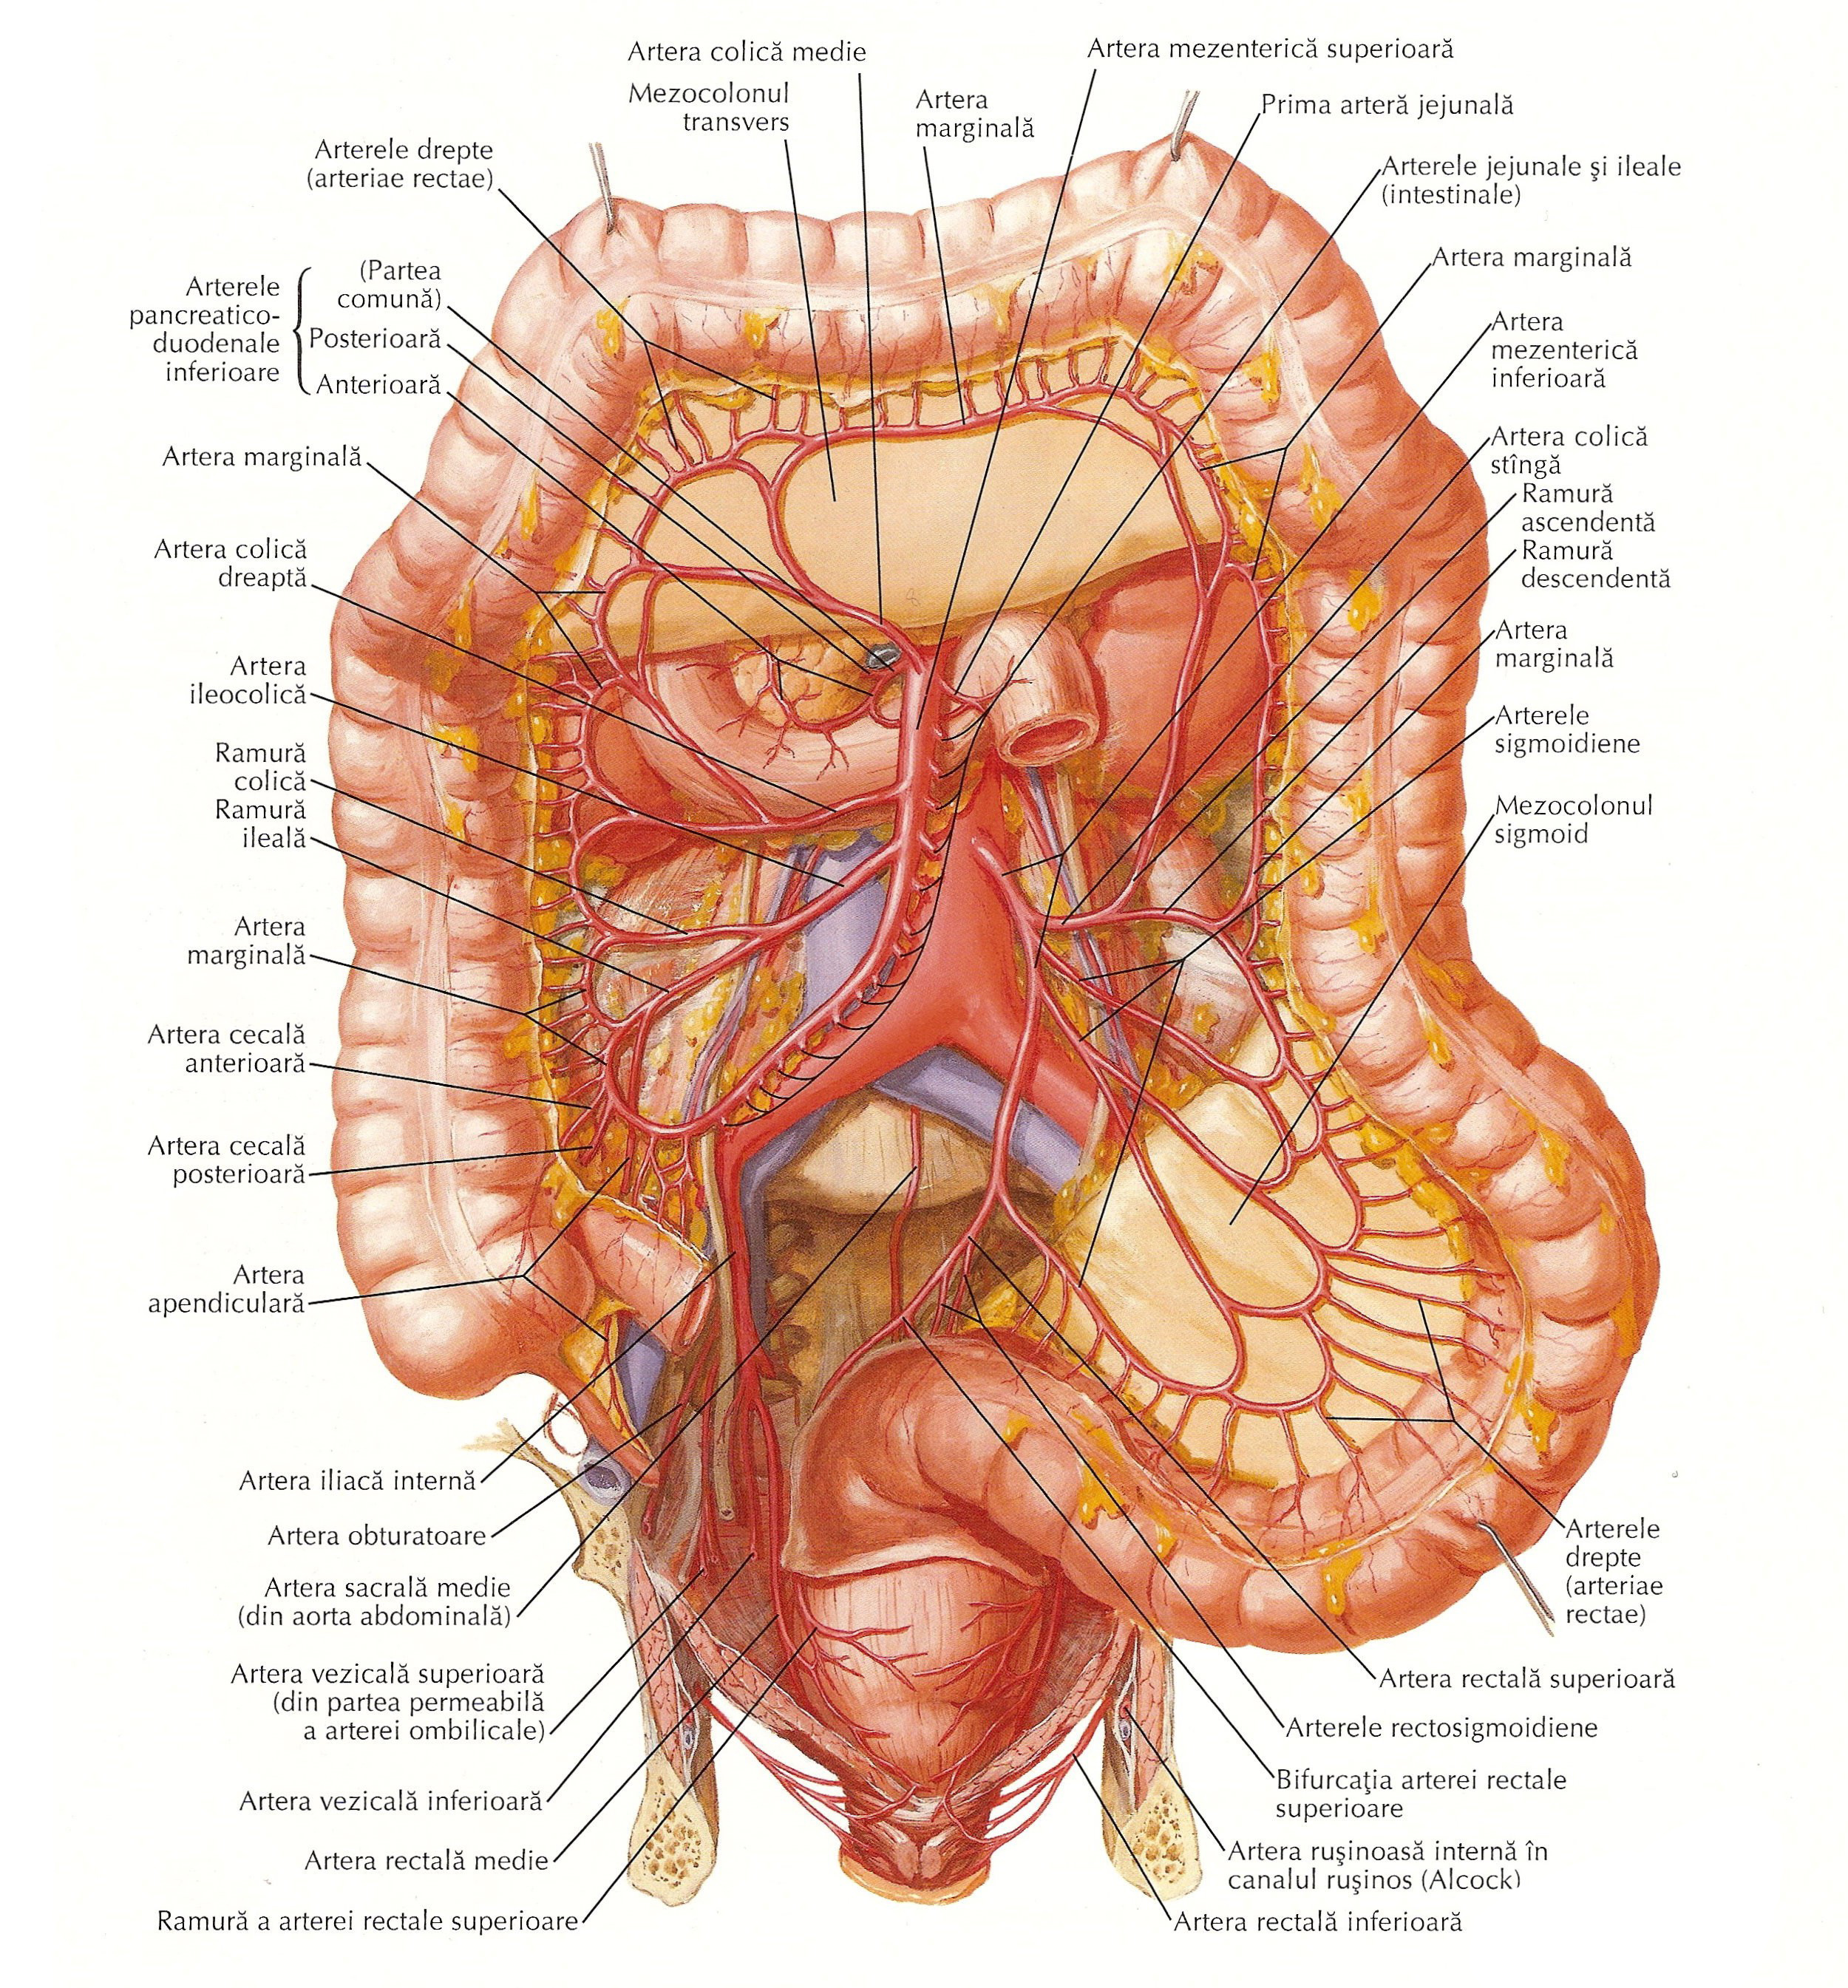 Artera colică medie
Mezocolonul
transvers
Artera
marginală
Artera mezenterică superioară
Prima arteră jejunală
Arterele jejunale şi ileale
(intestinale)
Artera marginală
Artera
mezenterică
inferioară
Artera colică
stîngă
Ramură
ascendentă
Ramură
descendentă
Artera
marginală
Arterele
sigmoidiene
Mezocolonul
sigmoid
Arterele drepte
(arteriae rectae)
Arterele
pancreatico-
duodenale
inferioare
(Partea
comună)
Posterioară
Anterioară
Artera marginală
Artera colică
dreaptă
Artera
ileocolică
Ramură
colică
Ramură
ileală
Artera
marginală
Artera cecală
anterioară
Artera cecală
posterioară
Artera
apendiculară
Artera iliacă internă
Artera obturatoare
Artera sacrală medie
(din aorta abdominală)
Artera vezicală superioară
(din partea permeabilă
a arterei ombilicale)
Artera vezicală inferioară
Artera rectală medie
Ramură a arterei rectale superioare
Arterele
drepte
(arteriae
rectae)
Artera rectală superioară
Arterele rectosigmoidiene
Bifurcaţia arterei rectale
superioare
Artera ruşinoasă internă în
canalul ruşinos (Alcock)
Artera rectală inferioară